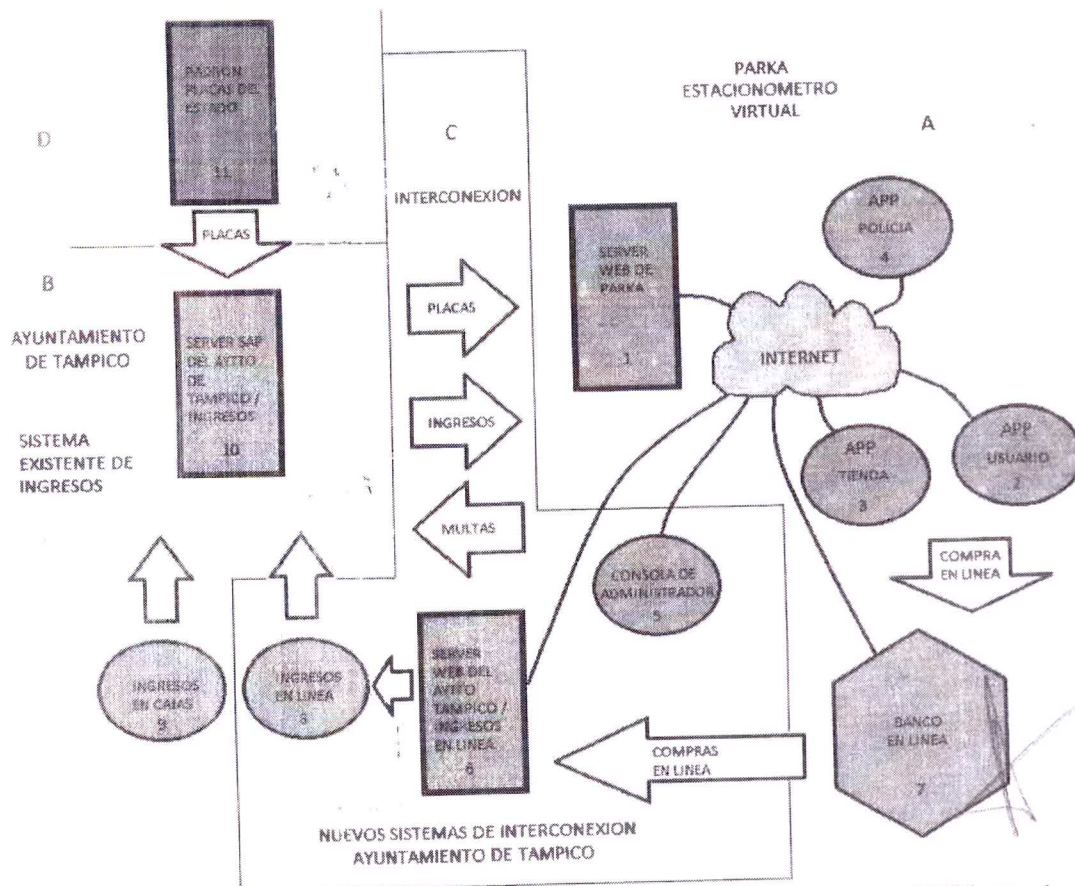 PADRON
PLACAS DEL
ESTADO
11
D
PLACAS
B
AYUNTAMIENTO
DE TAMPICO
SISTEMA
EXISTENTE DE
INGRESOS
SERVER SAP
DEL AYTTO
DE
TAMPICO /
INGRESOS
10
C
INTERCONEXION
PLACAS
INGRESOS
MULTAS
PARKA
ESTACIONOMETRO
VIRTUAL
A
SERVER
WEB DE
PARKA
1
APP
POLICIA
4
INTERNET
APP
TIENDA
3
APP
USUARIO
2
COMPRA
EN LINEA
CONSOLA DE
ADMINISTRADOR
5
INGRESOS
EN CAJAS
9
INGRESOS
EN LINEA
8
SERVER
WEB DEL
AYTTO
TAMPICO /
INGRESOS
EN LINEA
6
COMPRAS
EN LINEA
BANCO
EN LINEA
7
NUEVOS SISTEMAS DE INTERCONEXION
AYUNTAMIENTO DE TAMPICO